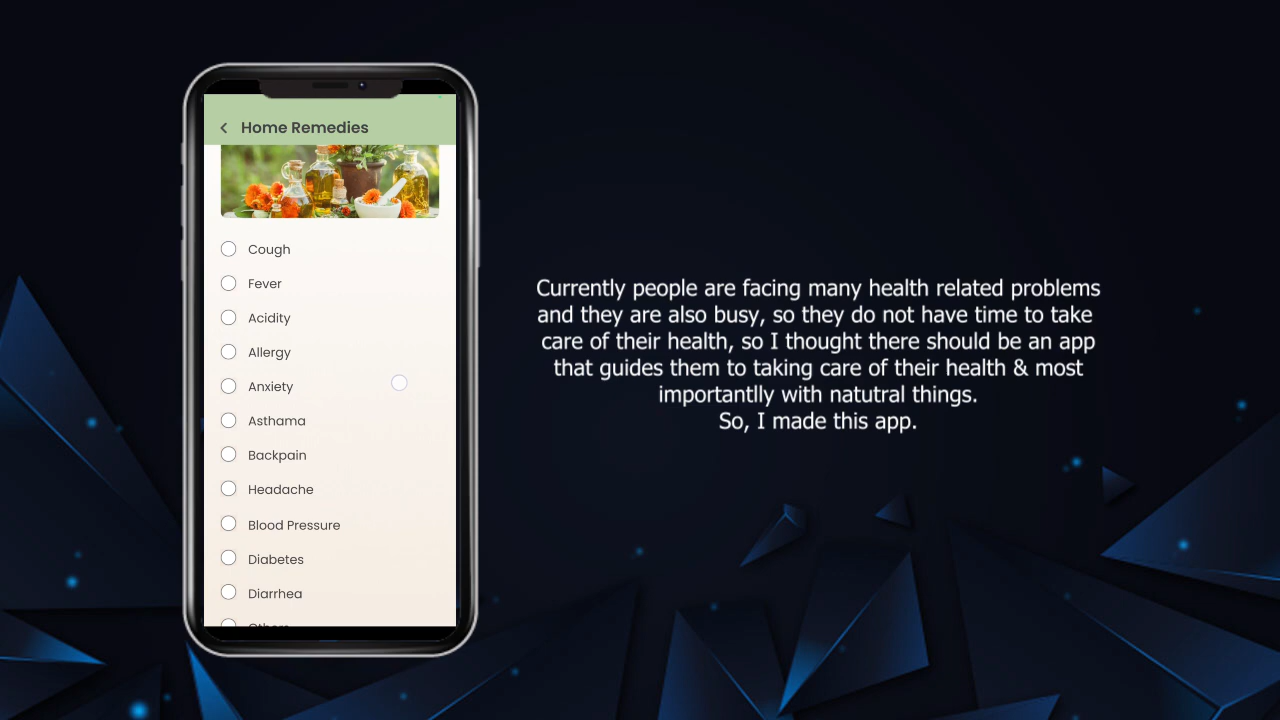 Home Remedies
Cough
Fever
Acidity
Allergy
Anxiety
Asthama
Backpain
Headache
Blood Pressure
Diabetes
Diarrhea
Others
Currently people are facing many health related problems
and they are also busy, so they do not have time to take
care of their health, so I thought there should be an app
that guides them to taking care of their health & most
importantlly with natutral things.
So, I made this app.